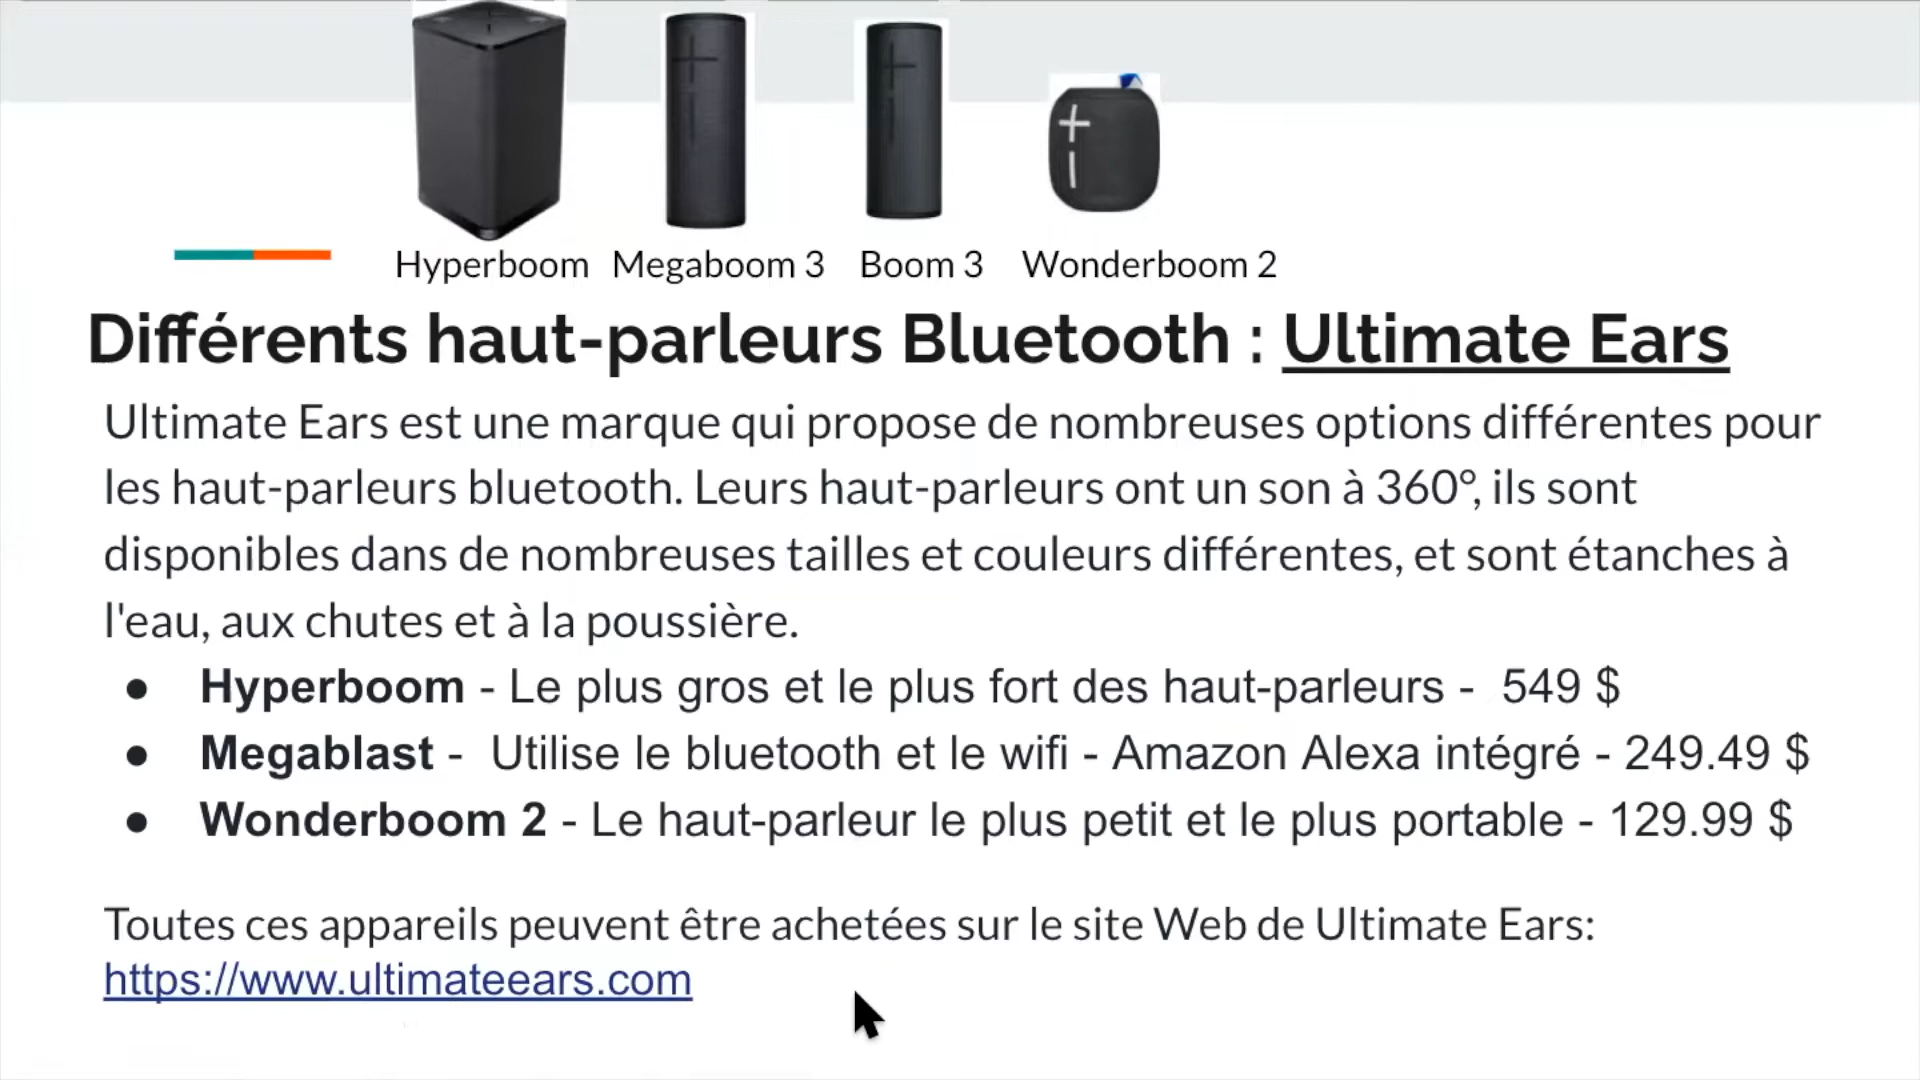 Hyperboom Megaboom 3 Boom 3 Wonderboom 2
Différents haut-parleurs Bluetooth : Ultimate Ears
Ultimate Ears est une marque qui propose de nombreuses options différentes pour
les haut-parleurs bluetooth. Leurs haut-parleurs ont un son à 360°, ils sont
disponibles dans de nombreuses tailles et couleurs différentes, et sont étanches à
l'eau, aux chutes et à la poussière.
● Hyperboom - Le plus gros et le plus fort des haut-parleurs - 549 $
● Megablast - Utilise le bluetooth et le wifi - Amazon Alexa intégré - 249.49 $
● Wonderboom 2 - Le haut-parleur le plus petit et le plus portable - 129.99 $
Toutes ces appareils peuvent être achetées sur le site Web de Ultimate Ears:
https://www.ultimateears.com